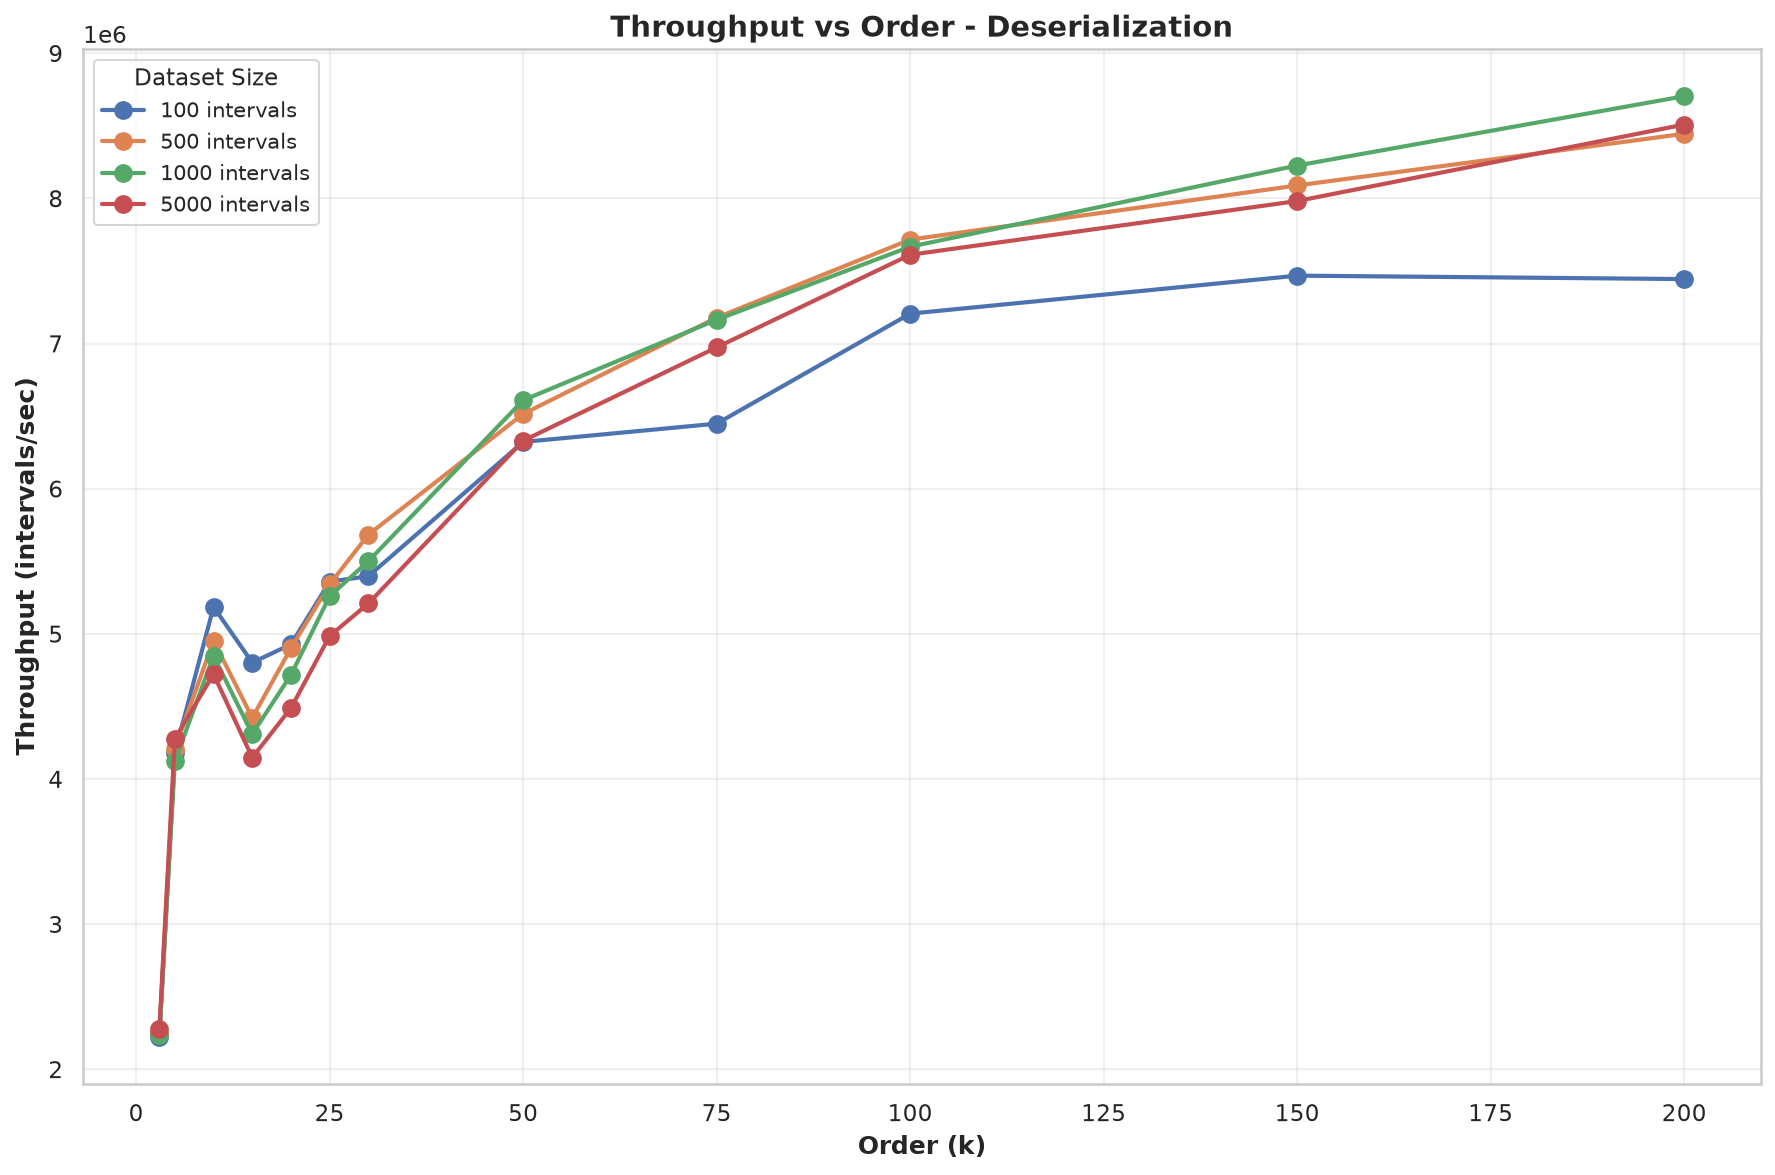 Throughput vs Order - Deserialization
1e6
9
8
7
6
5
4
3
2
Throughput (intervals/sec)
Dataset Size
100 intervals
500 intervals
1000 intervals
5000 intervals
0 25 50 75 100 125 150 175 200
Order (k)